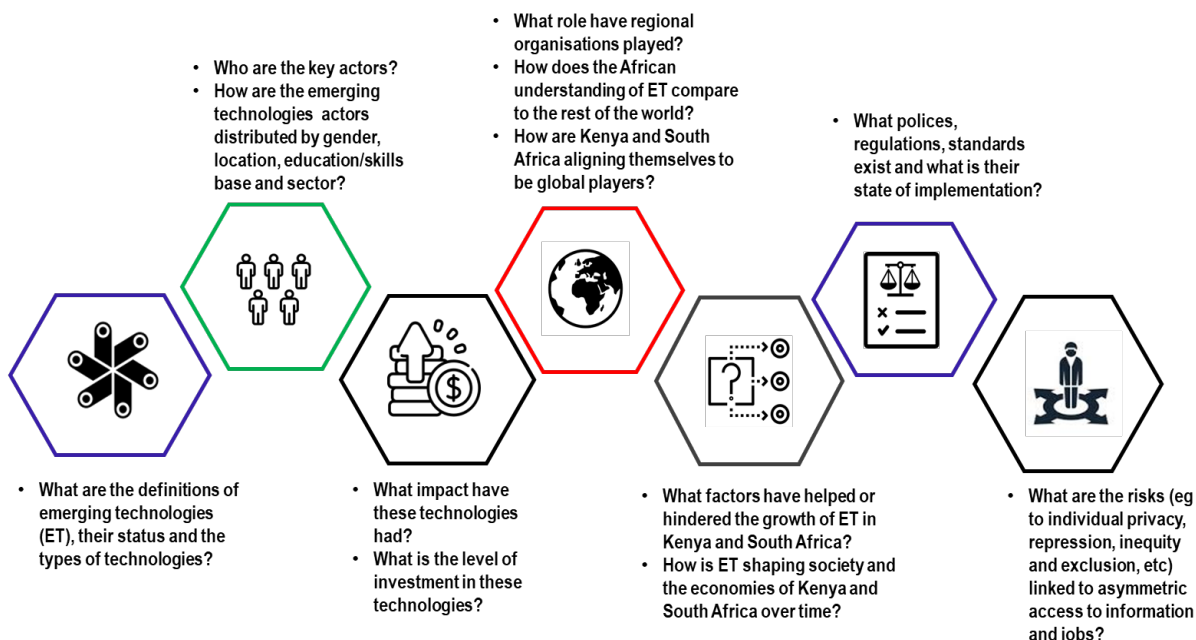 • What are the definitions of
emerging technologies
(ET), their status and the
types of technologies?
• Who are the key actors?
• How are the emerging
technologies actors
distributed by gender,
location, education/skills
base and sector?
$
• What impact have
these technologies
had?
• What is the level of
investment in these
technologies?
• What role have regional
organisations played?
• How does the African
understanding of ET compare
to the rest of the world?
• How are Kenya and South
Africa aligning themselves to
be global players?
?
• What factors have helped or
hindered the growth of ET in
Kenya and South Africa?
• How is ET shaping society and
the economies of Kenya and
South Africa over time?
• What polices,
regulations, standards
exist and what is their
state of implementation?
• What are the risks (eg
to individual privacy,
repression, inequity
and exclusion, etc)
linked to asymmetric
access to information
and jobs?